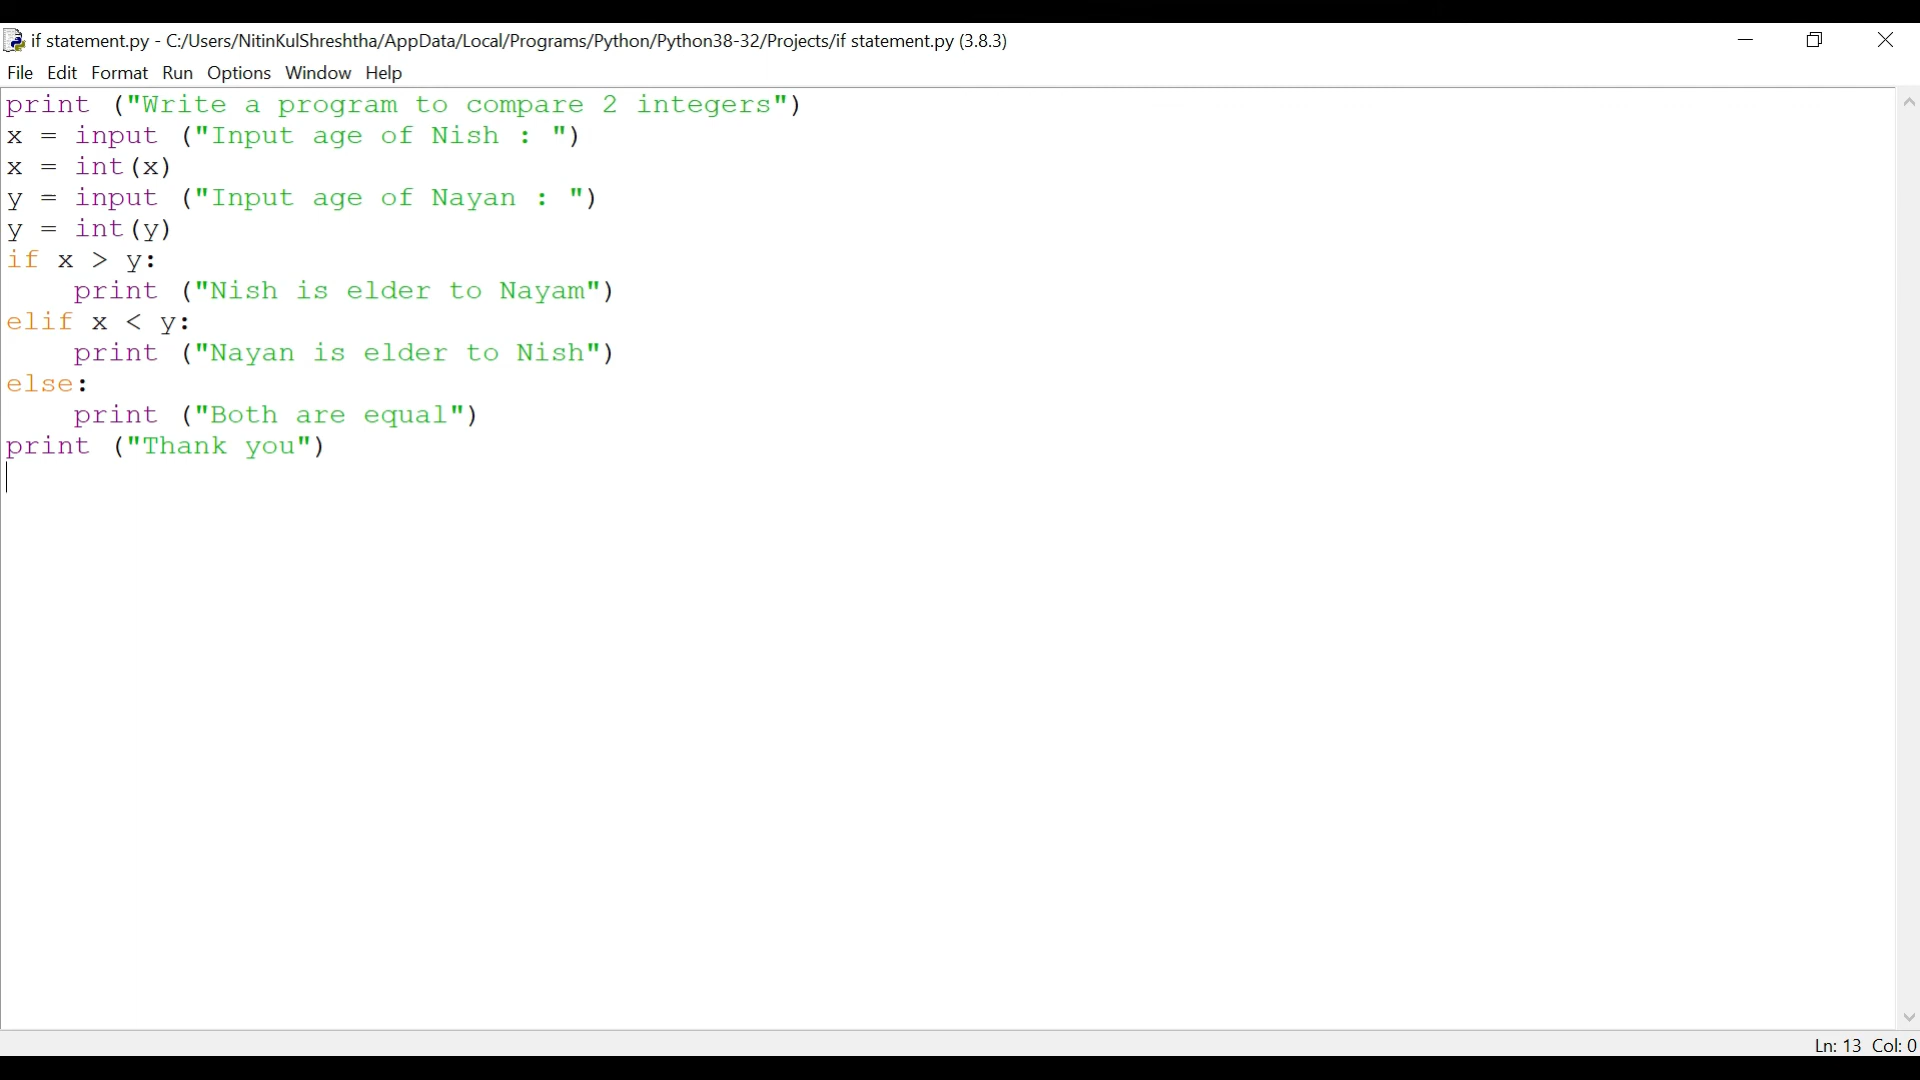 if statement.py - C:/Users/NitinKulShreshtha/AppData/Local/Programs/Python/Python38-32/Projects/if statement.py (3.8.3)
File Edit Format Run Options Window Help
print ("Write a program to compare 2 integers")
x = input ("Input age of Nish : ")
x = int(x)
y = input ("Input age of Nayan : ")
y = int(y)
if x > y:
    print ("Nish is elder to Nayam")
elif x < y:
    print ("Nayan is elder to Nish")
else:
    print ("Both are equal")
print ("Thank you")
Ln: 13 Col: 0